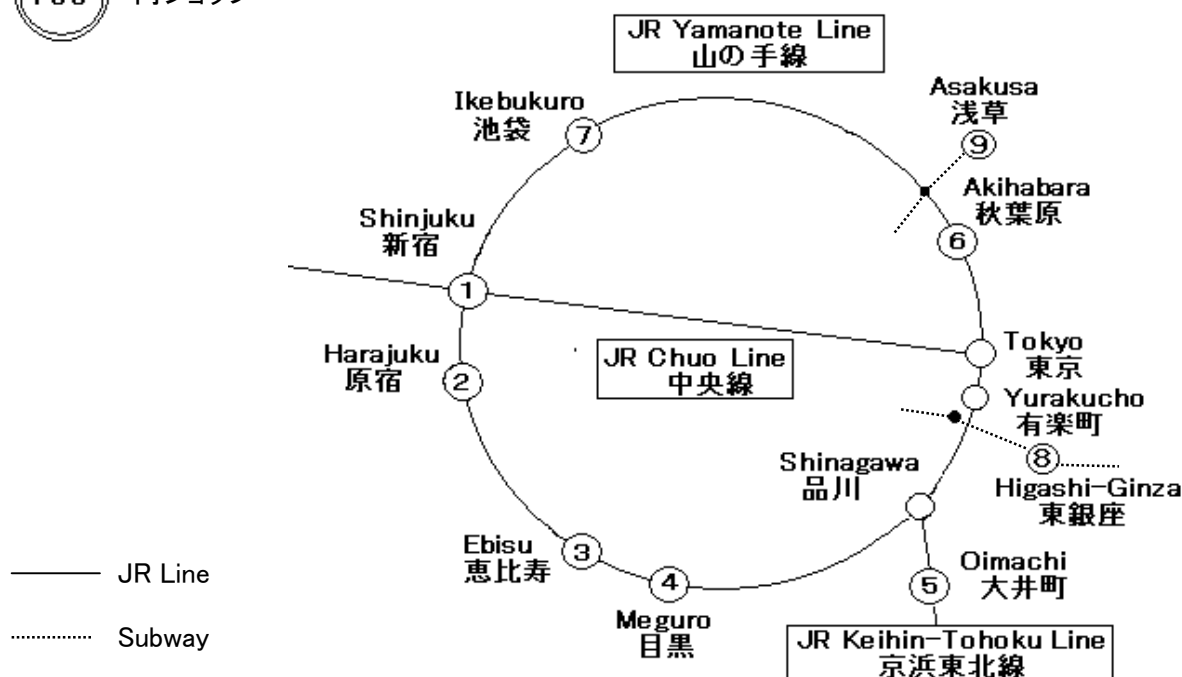 JR Yamanote Line
山の手線
Asakusa
浅草
9
Ikebukuro
池袋
7
Akihabara
秋葉原
6
Shinjuku
新宿
1
Harajuku
原宿
2
JR Chuo Line
中央線
Tokyo
東京
Yurakucho
有楽町
Shinagawa
品川
8
Higashi-Ginza
東銀座
Ebisu
恵比寿
3
4
Meguro
目黒
Oimachi
大井町
5
JR Line
Subway
JR Keihin-Tohoku Line
京浜東北線